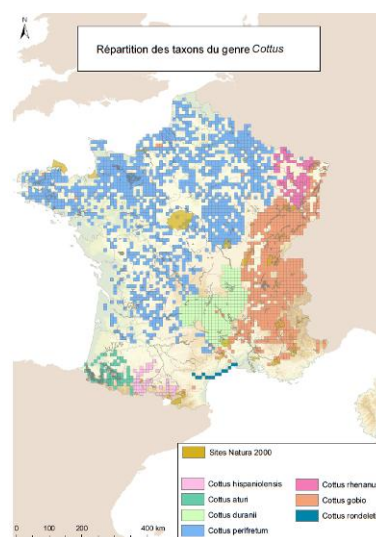 N
Répartition des taxons du genre Cottus
Sites Natura 2000
Cottus hispaniolensis
Cottus aturi
Cottus duranii
Cottus perifretum
Cottus rhenanu
Cottus gobio
Cottus rondelet
0 100 200 400 km